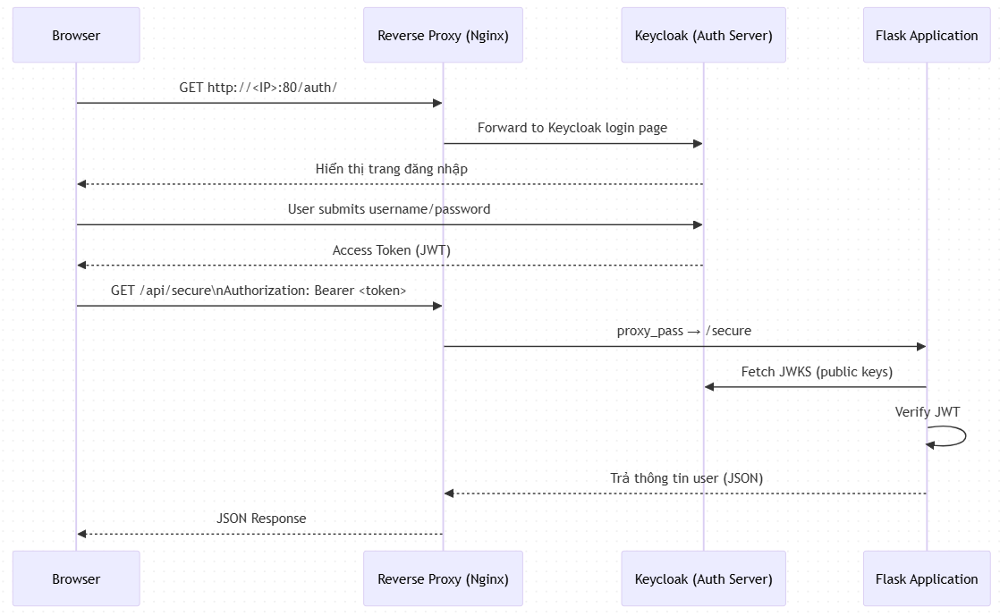 Browser
Reverse Proxy (Nginx)
Keycloak (Auth Server)
Flask Application
GET http://<IP>:80/auth/
Forward to Keycloak login page
Hiển thị trang đăng nhập
User submits username/password
Access Token (JWT)
GET /api/secure\nAuthorization: Bearer <token>
proxy_pass → /secure
Fetch JWKS (public keys)
Verify JWT
Trả thông tin user (JSON)
JSON Response
Browser
Reverse Proxy (Nginx)
Keycloak (Auth Server)
Flask Application